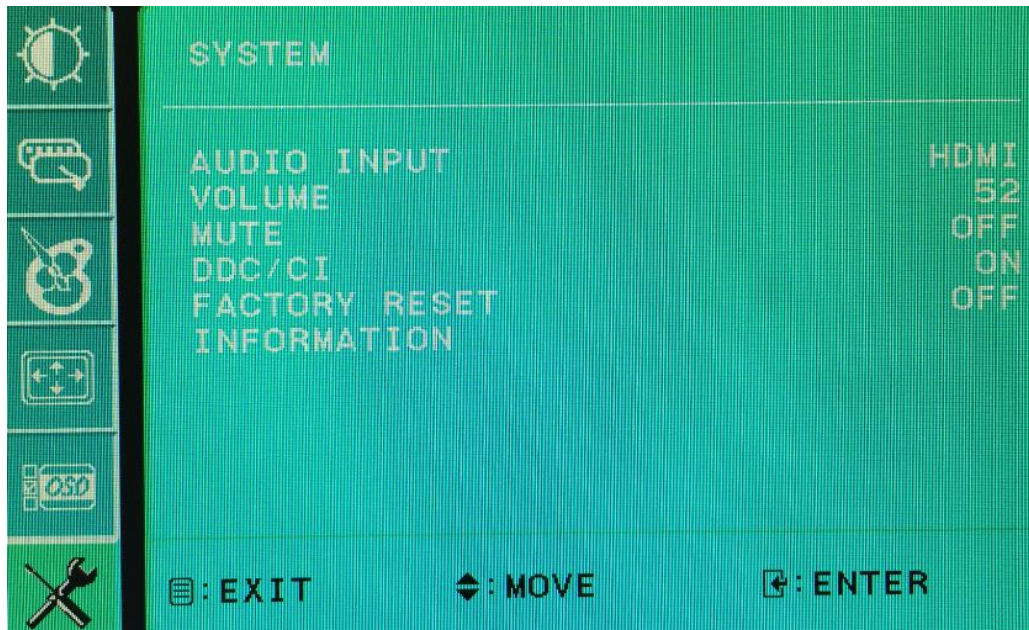 SYSTEM
AUDIO INPUT HDMI
VOLUME 52
MUTE OFF
DDC/CI ON
FACTORY RESET OFF
INFORMATION
OSD
:EXIT :MOVE :ENTER